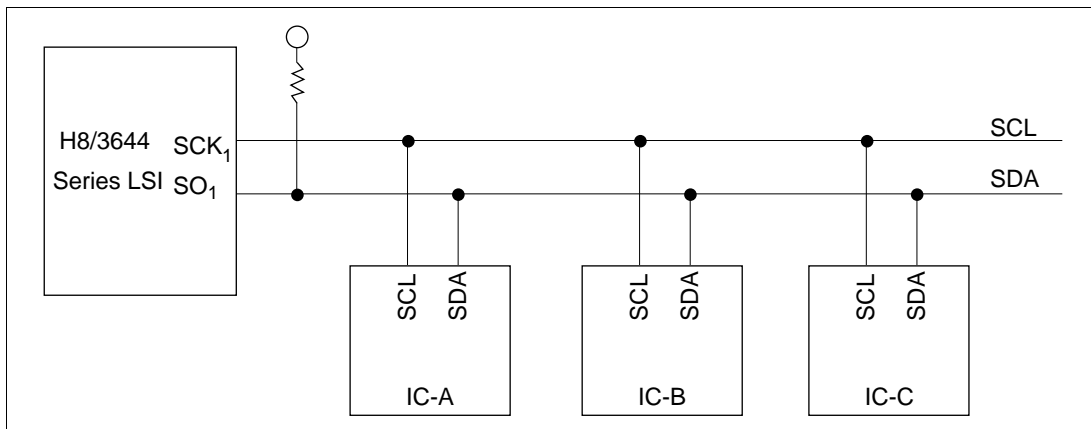 H8/3644 SCK1
Series LSI SO1
SCL
SDA
SCL SDA
IC-A
SCL SDA
IC-B
SCL SDA
IC-C